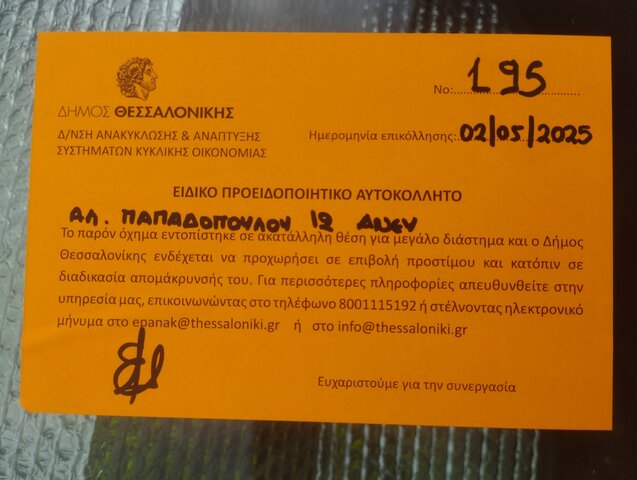 No: 195
ΔΗΜΟΣ ΘΕΣΣΑΛΟΝΙΚΗΣ
Δ/ΝΣΗ ΑΝΑΚΥΚΛΩΣΗΣ & ΑΝΑΠΤΥΞΗΣ
ΣΥΣΤΗΜΑΤΩΝ ΚΥΚΛΙΚΗΣ ΟΙΚΟΝΟΜΙΑΣ
Ημερομηνία επικόλλησης: 02/05/2025
ΕΙΔΙΚΟ ΠΡΟΕΙΔΟΠΟΙΗΤΙΚΟ ΑΥΤΟΚΟΛΛΗΤΟ
ΑΛ. ΠΑΠΑΔΟΠΟΥΛΟΥ 12 ΑΝΕΥ
Το παρόν όχημα εντοπίστηκε σε ακατάλληλη θέση για μεγάλο διάστημα και ο Δήμος
Θεσσαλονίκης ενδέχεται να προχωρήσει σε επιβολή προστίμου και κατόπιν σε
διαδικασία απομάκρυνσής του. Για περισσότερες πληροφορίες απευθυνθείτε στην
υπηρεσία μας, επικοινωνώντας στο τηλέφωνο 8001115192 ή στέλνοντας ηλεκτρονικό
μήνυμα στο epanak@thessaloniki.gr ή στο info@thessaloniki.gr
Ευχαριστούμε για την συνεργασία